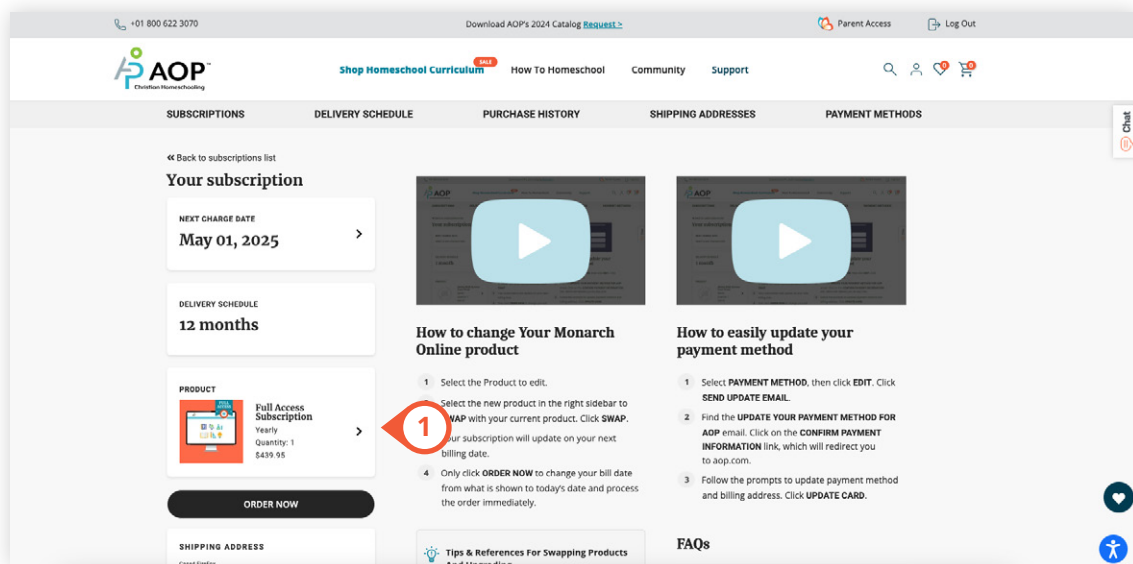 +01 800 622 3070
Download AOP's 2024 Catalog Request >
Parent Access
Log Out
AOP
Christian Homeschooling
Shop Homeschool Curriculum
SALE
How To Homeschool
Community
Support
0
0
SUBSCRIPTIONS
DELIVERY SCHEDULE
PURCHASE HISTORY
SHIPPING ADDRESSES
PAYMENT METHODS
Chat
« Back to subscriptions list
Your subscription
NEXT CHARGE DATE
May 01, 2025
DELIVERY SCHEDULE
12 months
PRODUCT
FULL ACCESS
Full Access
Subscription
Yearly
Quantity: 1
$439.95
1
ORDER NOW
SHIPPING ADDRESS
How to change Your Monarch
Online product
1 Select the Product to edit.
Select the new product in the right sidebar to
SWAP with your current product. Click SWAP.
Your subscription will update on your next
billing date.
4 Only click ORDER NOW to change your bill date
from what is shown to today's date and process
the order immediately.
Tips & References For Swapping Products
And Upgrading
How to easily update your
payment method
1 Select PAYMENT METHOD, then click EDIT. Click
SEND UPDATE EMAIL.
2 Find the UPDATE YOUR PAYMENT METHOD FOR
AOP email. Click on the CONFIRM PAYMENT
INFORMATION link, which will redirect you
to aop.com.
3 Follow the prompts to update payment method
and billing address. Click UPDATE CARD.
FAQs